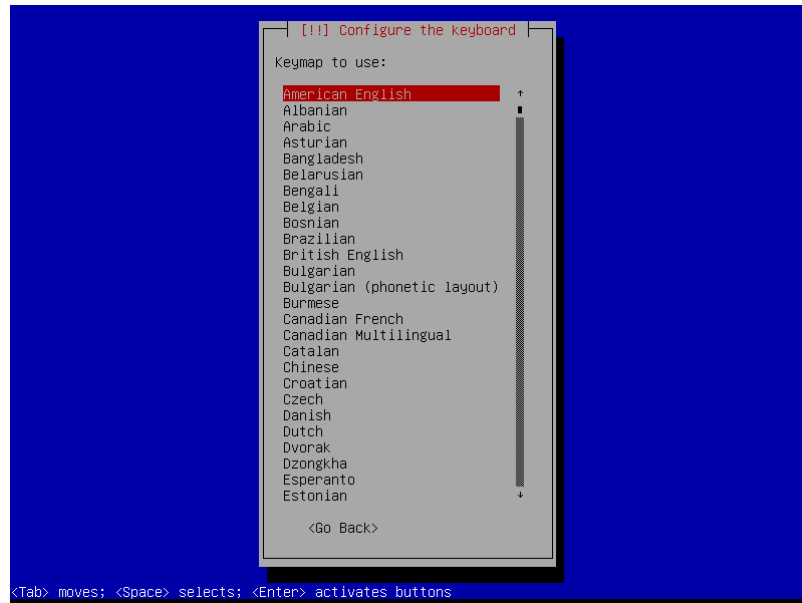 [!!] Configure the keyboard
Keymap to use:
American English
Albanian
Arabic
Asturian
Bangladesh
Belarusian
Bengali
Belgian
Bosnian
Brazilian
British English
Bulgarian
Bulgarian (phonetic layout)
Burmese
Canadian French
Canadian Multilingual
Catalan
Chinese
Croatian
Czech
Danish
Dutch
Dvorak
Dzongkha
Esperanto
Estonian
<Go Back>
<Tab> moves; <Space> selects; <Enter> activates buttons